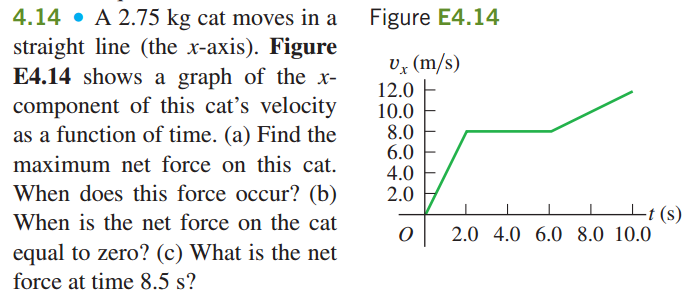 4.14 • A 2.75 kg cat moves in a
straight line (the x-axis). Figure
E4.14 shows a graph of the x-
component of this cat's velocity
as a function of time. (a) Find the
maximum net force on this cat.
When does this force occur? (b)
When is the net force on the cat
equal to zero? (c) What is the net
force at time 8.5 s?
Figure E4.14
υx (m/s)
12.0
10.0
8.0
6.0
4.0
2.0
O
2.0 4.0 6.0 8.0 10.0
t (s)